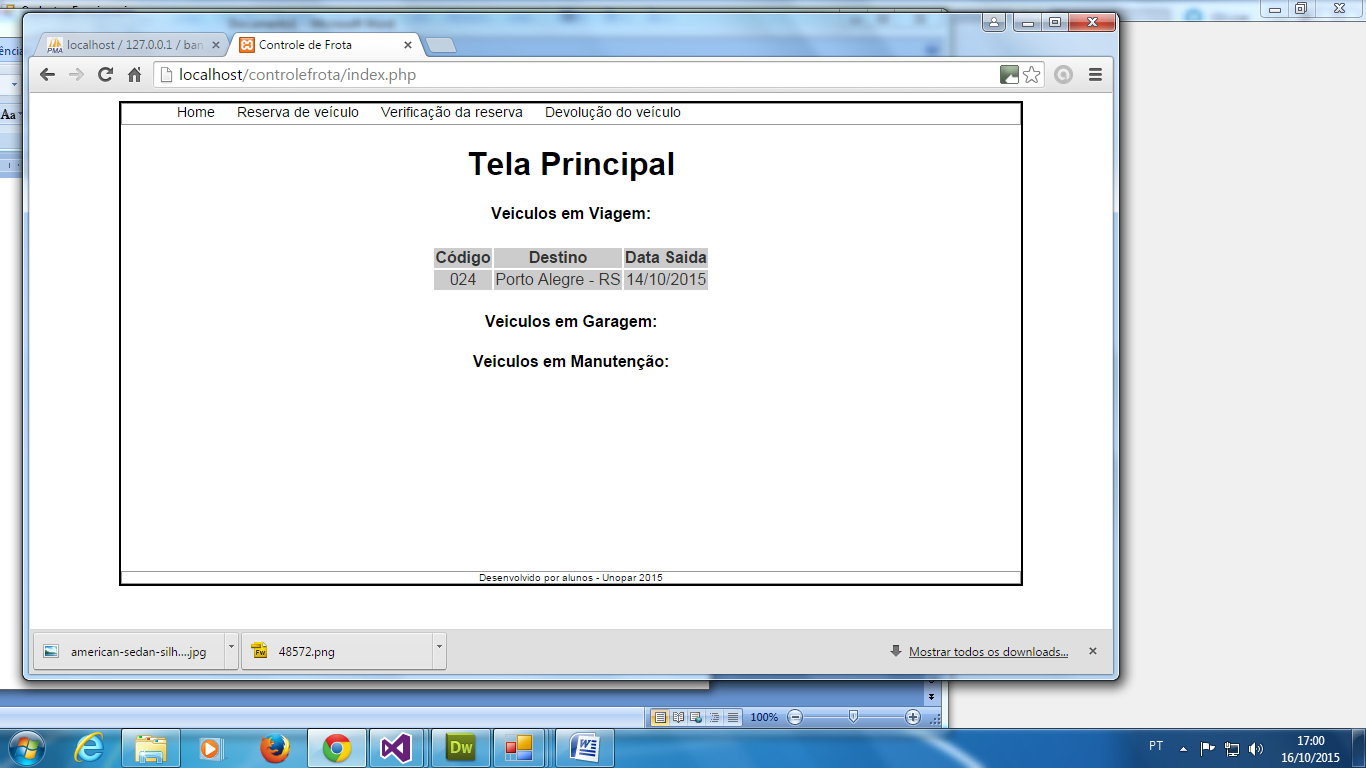 localhost / 127.0.0.1 / ban
Controle de Frota
localhost/controlefrota/index.php
Home Reserva de veículo Verificação da reserva Devolução do veículo
Tela Principal
Veiculos em Viagem:
Código Destino Data Saida
024 Porto Alegre - RS 14/10/2015
Veiculos em Garagem:
Veiculos em Manutenção:
Desenvolvido por alunos - Unopar 2015
american-sedan-silh....jpg
48572.png
Mostrar todos os downloads...
100%
PT
17:00
16/10/2015